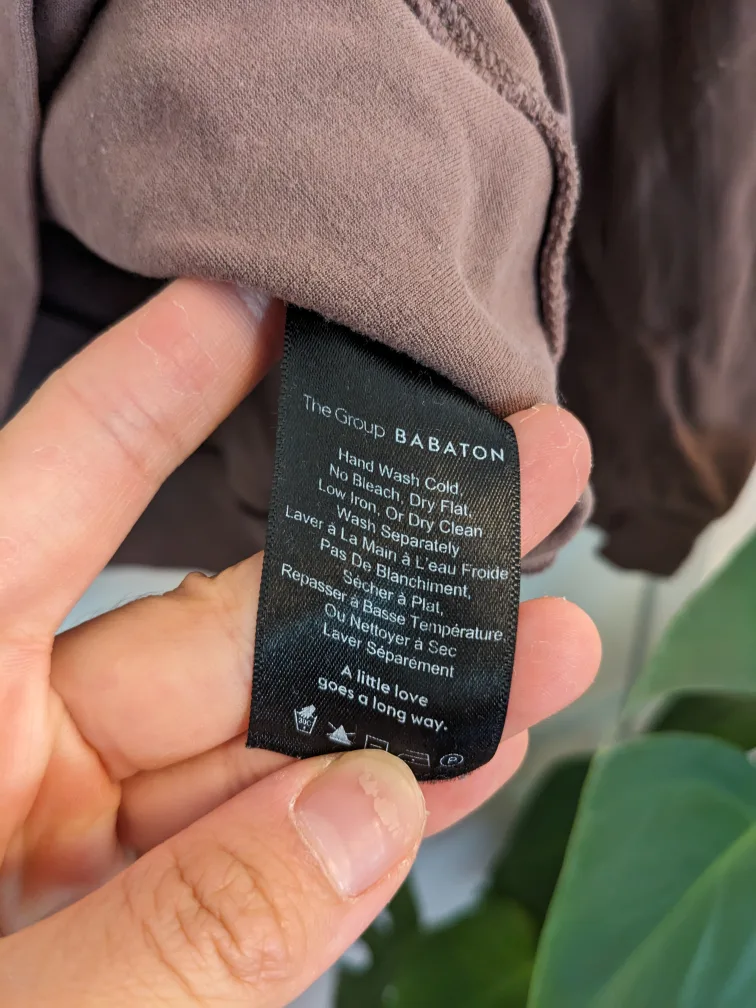 The Group BABATON
Hand Wash Cold,
No Bleach, Dry Flat,
Low Iron, Or Dry Clean
Wash Separately
Laver à La Main à L'eau Froide
Pas De Blanchiment,
Sécher à Plat,
Repasser à Basse Température,
Ou Nettoyer à Sec
Laver Séparément
A little love
goes a long way.
30C
P